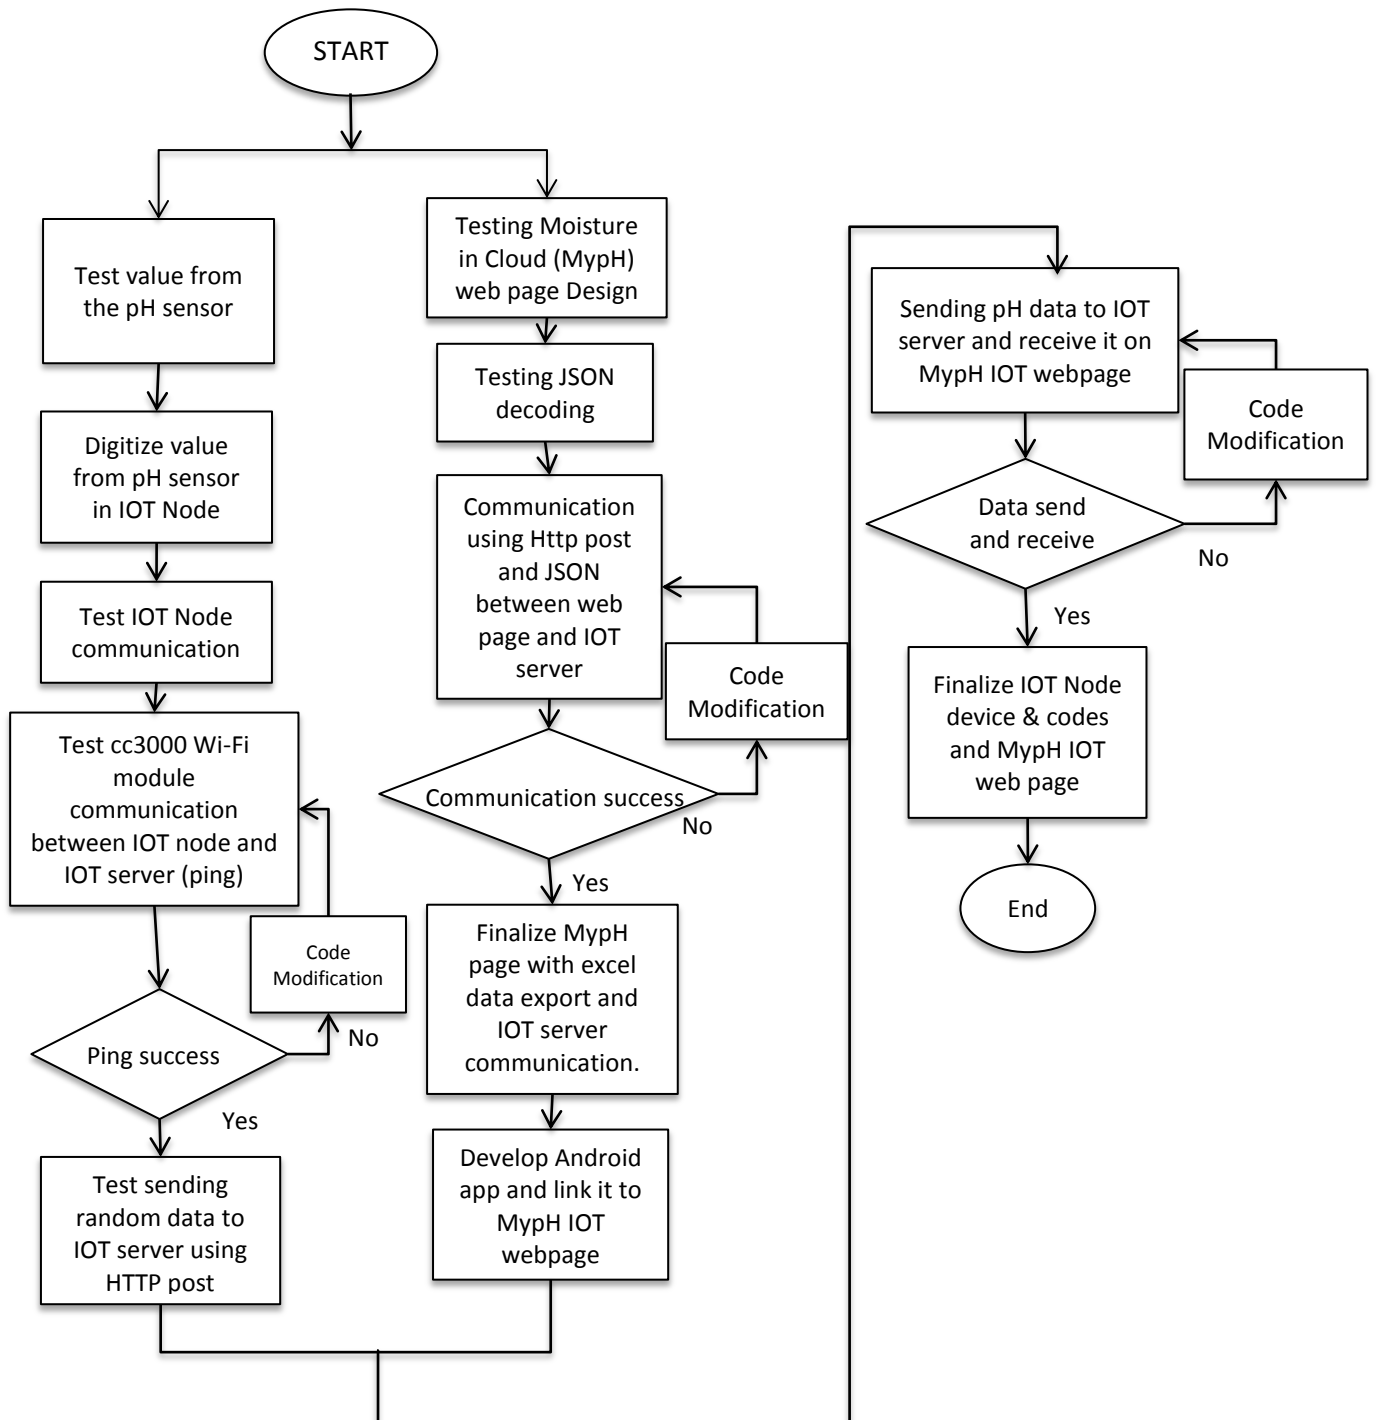 START
Test value from
the pH sensor
Digitize value
from pH sensor
in IOT Node
Test IOT Node
communication
Test cc3000 Wi-Fi
module
communication
between IOT node and
IOT server (ping)
Code
Modification
Ping success
No
Yes
Test sending
random data to
IOT server using
HTTP post
Testing Moisture
in Cloud (MypH)
web page Design
Testing JSON
decoding
Communication
using Http post
and JSON
between web
page and IOT
server
Code
Modification
Communication success
No
Yes
Finalize MypH
page with excel
data export and
IOT server
communication.
Develop Android
app and link it to
MypH IOT
webpage
Sending pH data to IOT
server and receive it on
MypH IOT webpage
Code
Modification
Data send
and receive
No
Yes
Finalize IOT Node
device & codes
and MypH IOT
web page
End